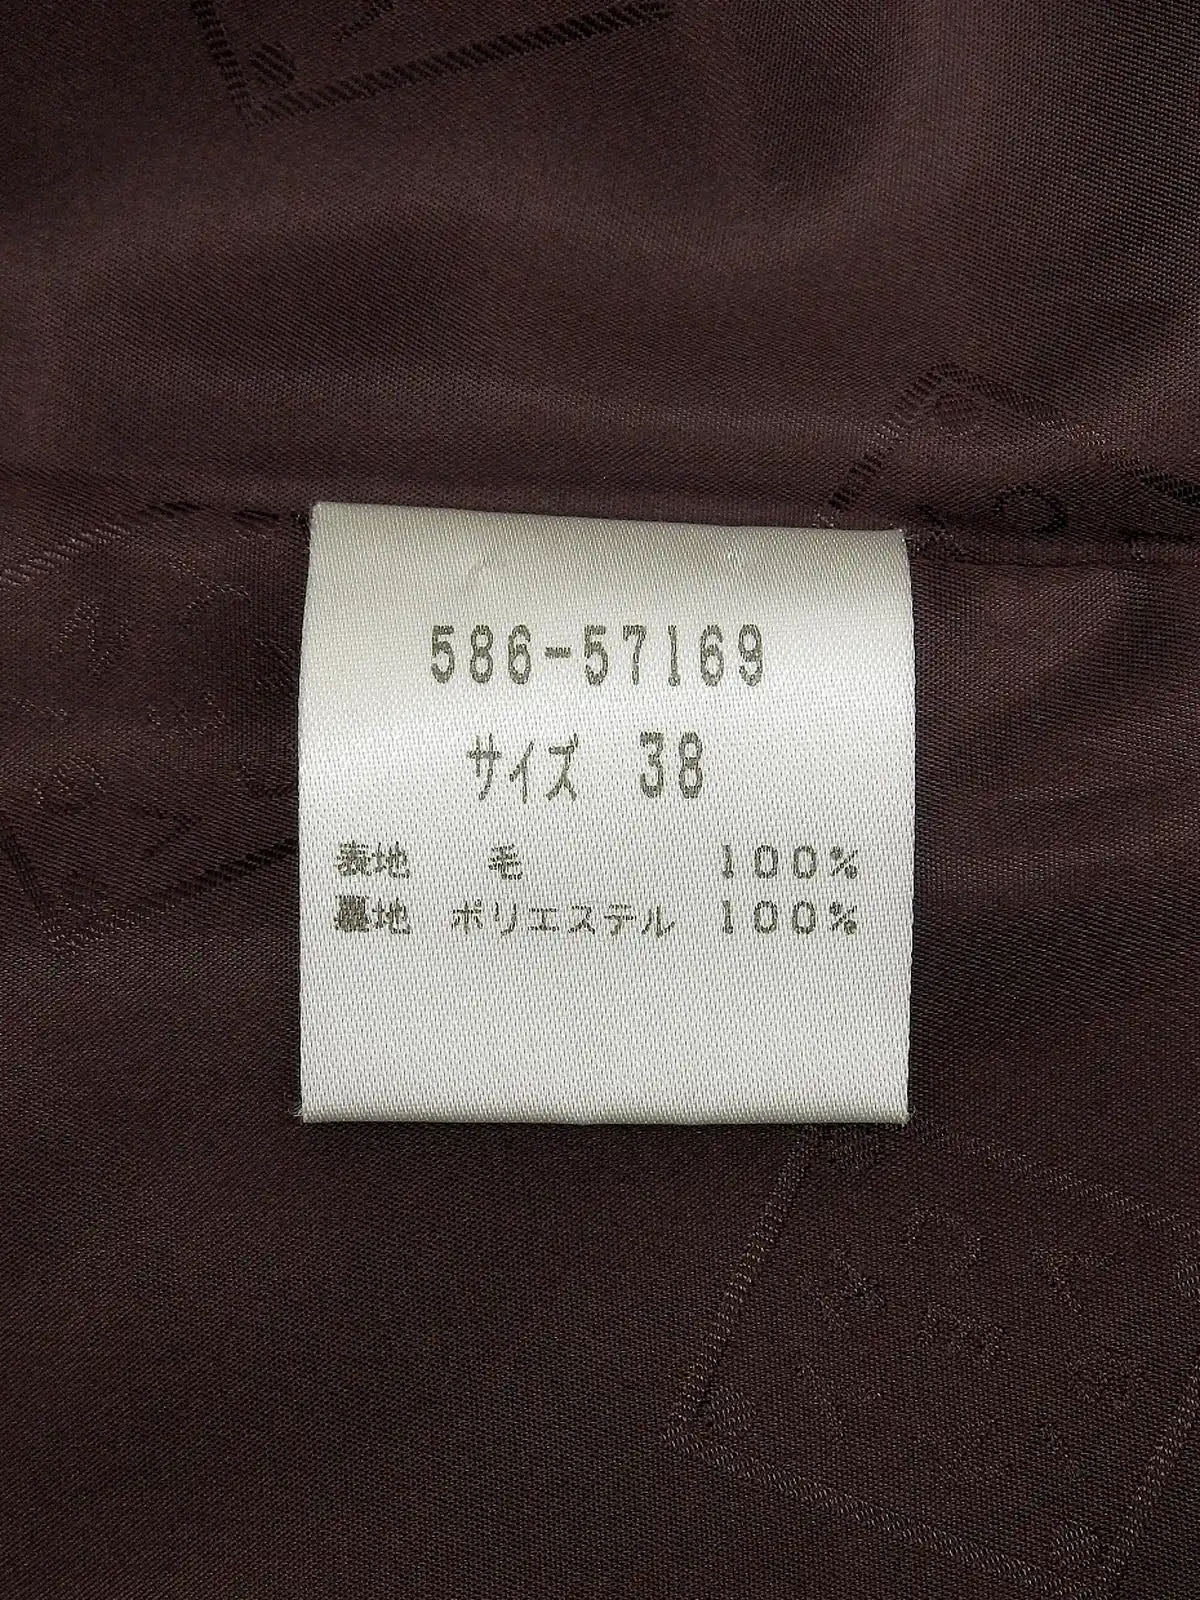 586-57169
サイズ 38
表地 毛 100%
裏地 ポリエステル 100%